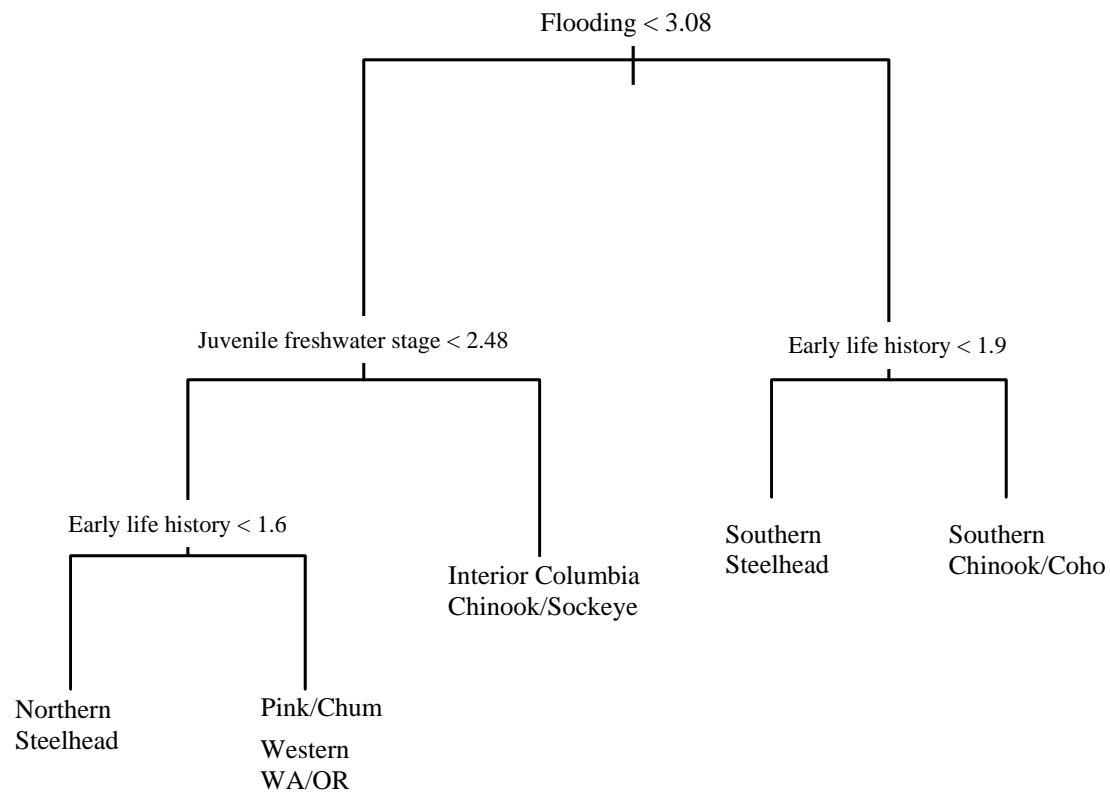 Flooding < 3.08
Juvenile freshwater stage < 2.48
Early life history < 1.9
Early life history < 1.6
Southern
Steelhead
Southern
Chinook/Coho
Interior Columbia
Chinook/Sockeye
Northern
Steelhead
Pink/Chum
Western
WA/OR